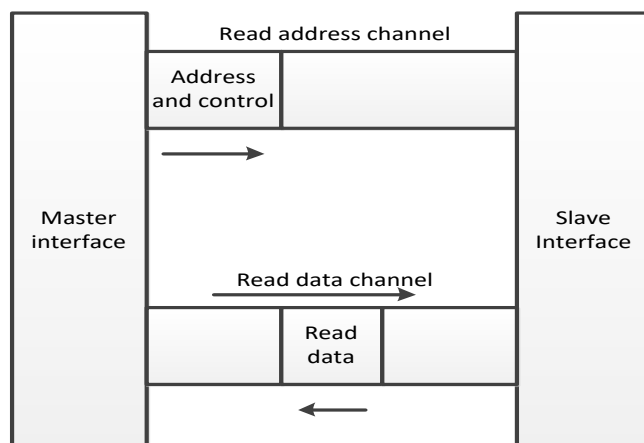 Read address channel
Address
and control
Master
interface
Slave
Interface
Read data channel
Read
data